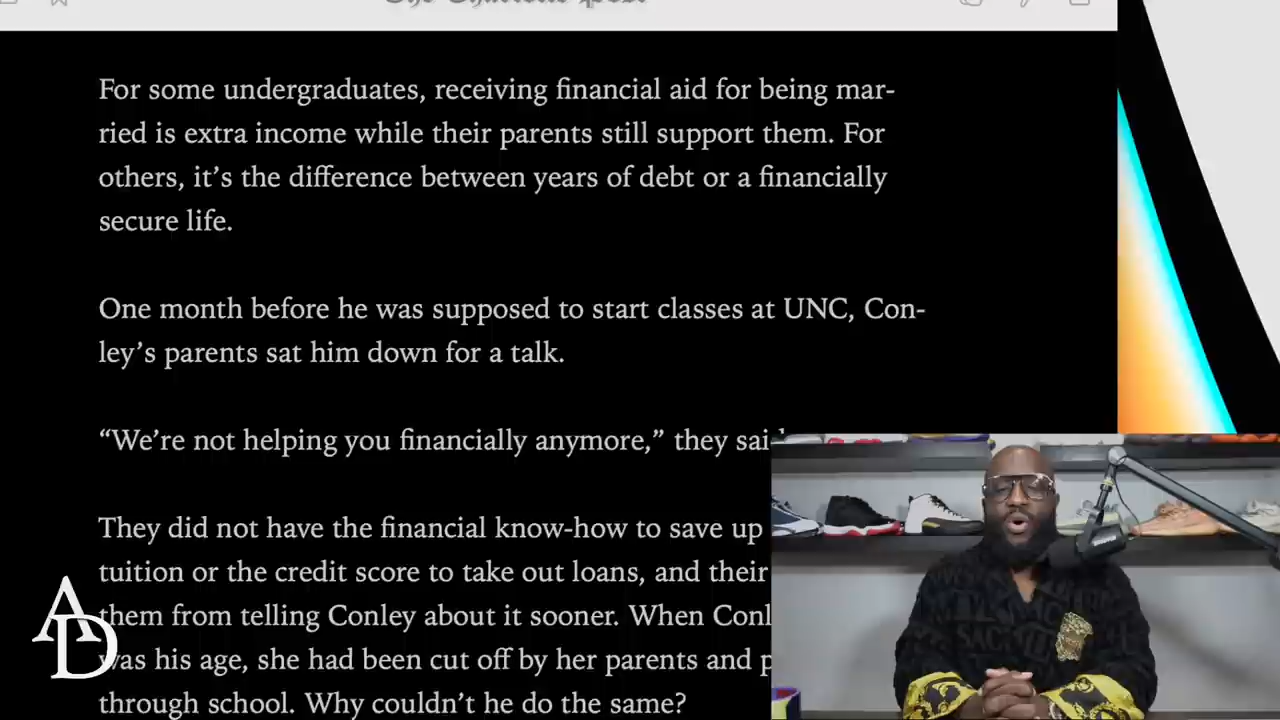 The Charlotte Post
For some undergraduates, receiving financial aid for being mar-
ried is extra income while their parents still support them. For
others, it’s the difference between years of debt or a financially
secure life.
One month before he was supposed to start classes at UNC, Con-
ley’s parents sat him down for a talk.
“We’re not helping you financially anymore,” they said
They did not have the financial know-how to save up
tuition or the credit score to take out loans, and their
them from telling Conley about it sooner. When Conl
was his age, she had been cut off by her parents and p
through school. Why couldn’t he do the same?
AD